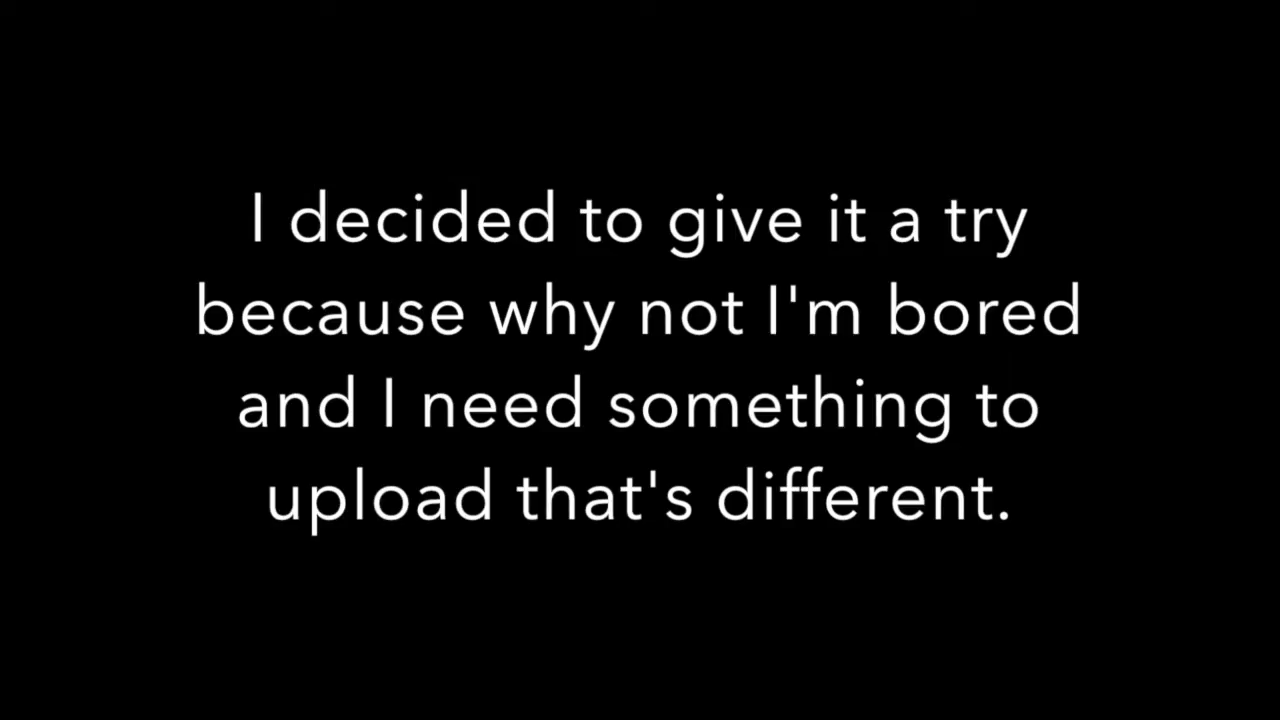 I decided to give it a try
because why not I'm bored
and I need something to
upload that's different.